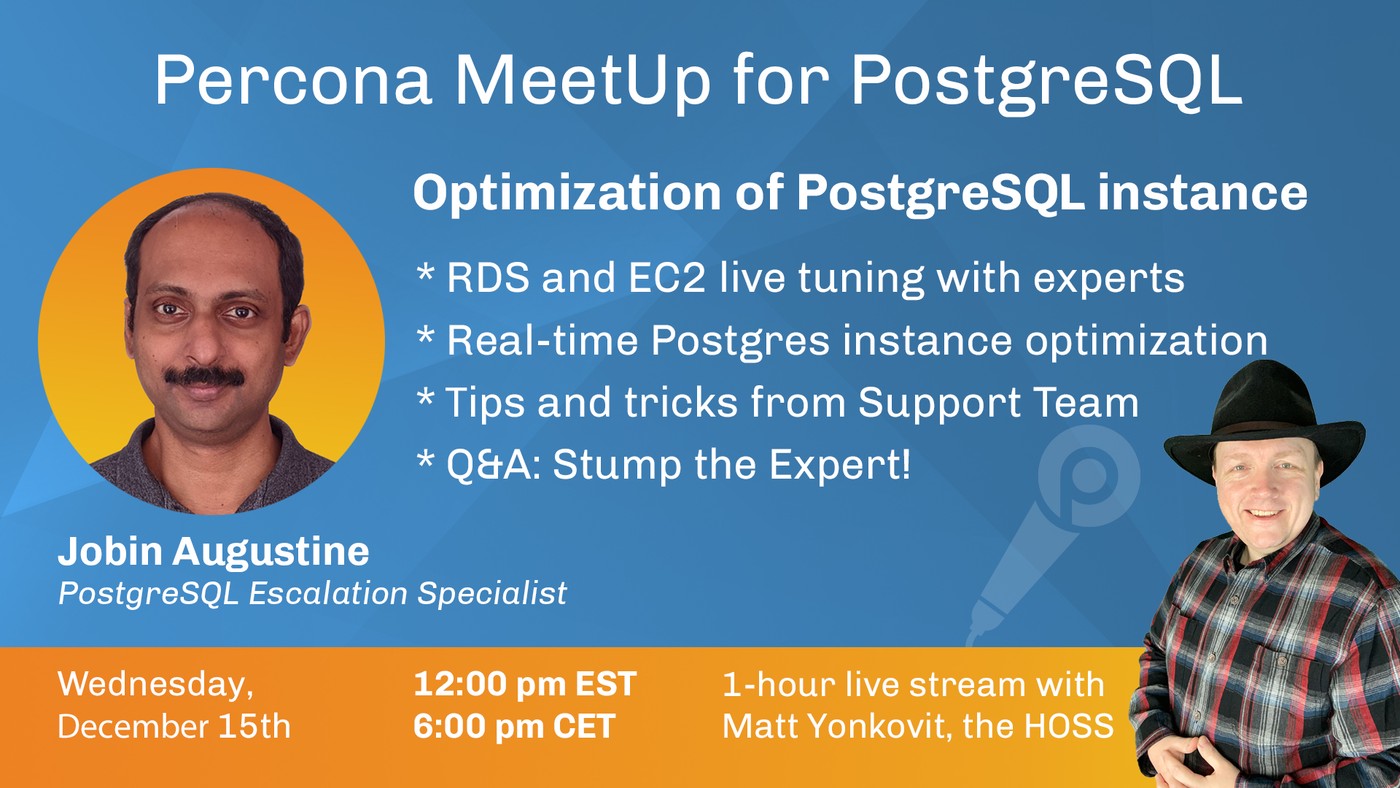 Percona MeetUp for PostgreSQL
Optimization of PostgreSQL instance
* RDS and EC2 live tuning with experts
* Real-time Postgres instance optimization
* Tips and tricks from Support Team
* Q&A: Stump the Expert!
Jobin Augustine
PostgreSQL Escalation Specialist
Wednesday,
December 15th
12:00 pm EST
6:00 pm CET
1-hour live stream with
Matt Yonkovit, the HOSS